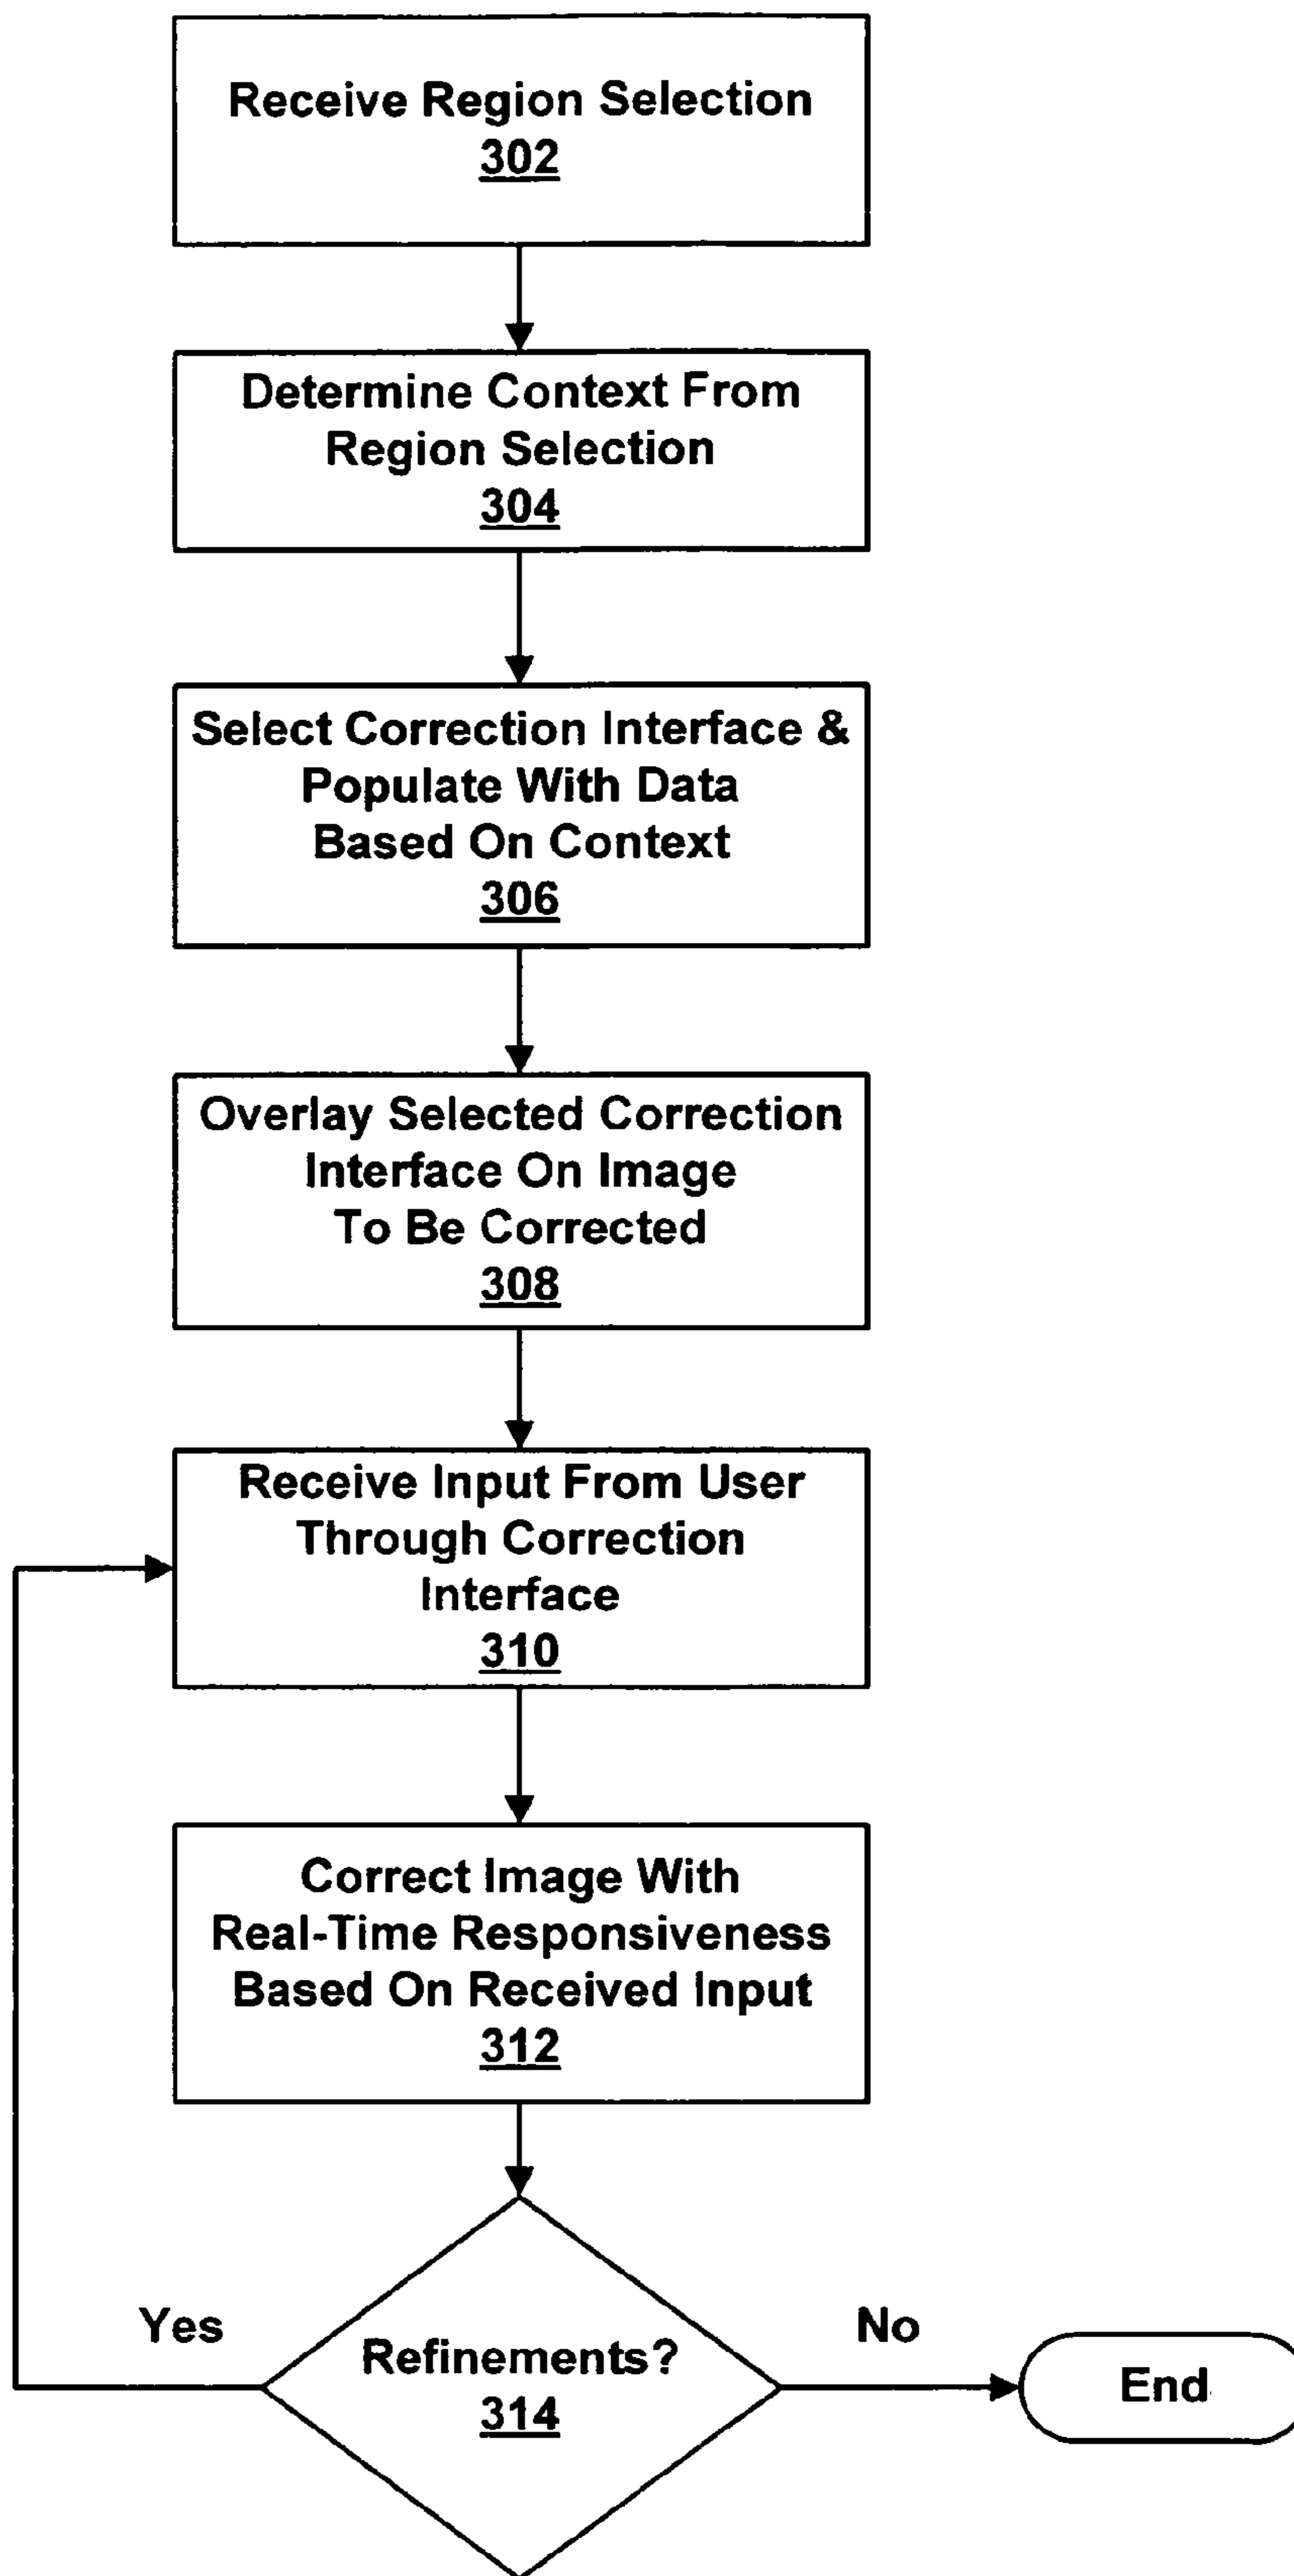 Receive Region Selection
302
Determine Context From
Region Selection
304
Select Correction Interface &
Populate With Data
Based On Context
306
Overlay Selected Correction
Interface On Image
To Be Corrected
308
Receive Input From User
Through Correction
Interface
310
Correct Image With
Real-Time Responsiveness
Based On Received Input
312
Yes
No
Refinements?
314
End